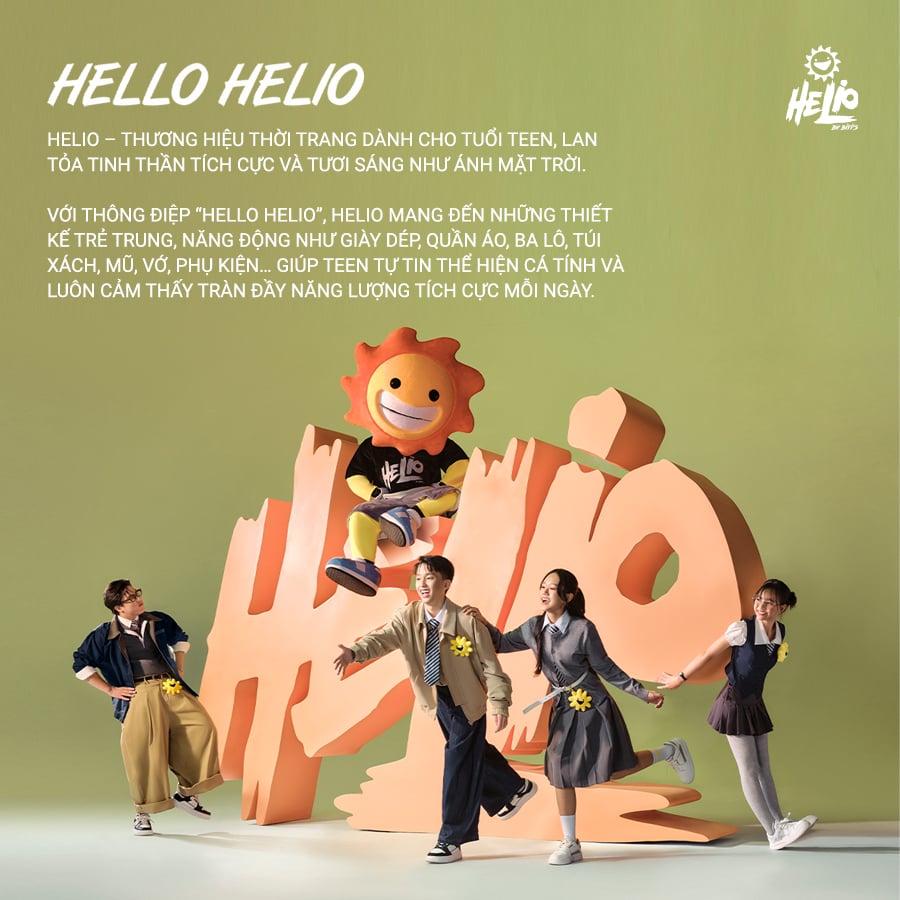 HELLO HELIO
HELIO
BY BITI'S
HELIO – THƯƠNG HIỆU THỜI TRANG DÀNH CHO TUỔI TEEN, LAN
TỎA TINH THẦN TÍCH CỰC VÀ TƯƠI SÁNG NHƯ ÁNH MẶT TRỜI.
VỚI THÔNG ĐIỆP “HELLO HELIO”, HELIO MANG ĐẾN NHỮNG THIẾT
KẾ TRẺ TRUNG, NĂNG ĐỘNG NHƯ GIÀY DÉP, QUẦN ÁO, BA LÔ, TÚI
XÁCH, MŨ, VỚ, PHỤ KIỆN... GIÚP TEEN TỰ TIN THỂ HIỆN CÁ TÍNH VÀ
LUÔN CẢM THẤY TRÀN ĐẦY NĂNG LƯỢNG TÍCH CỰC MỖI NGÀY.
HELIO
HELIO